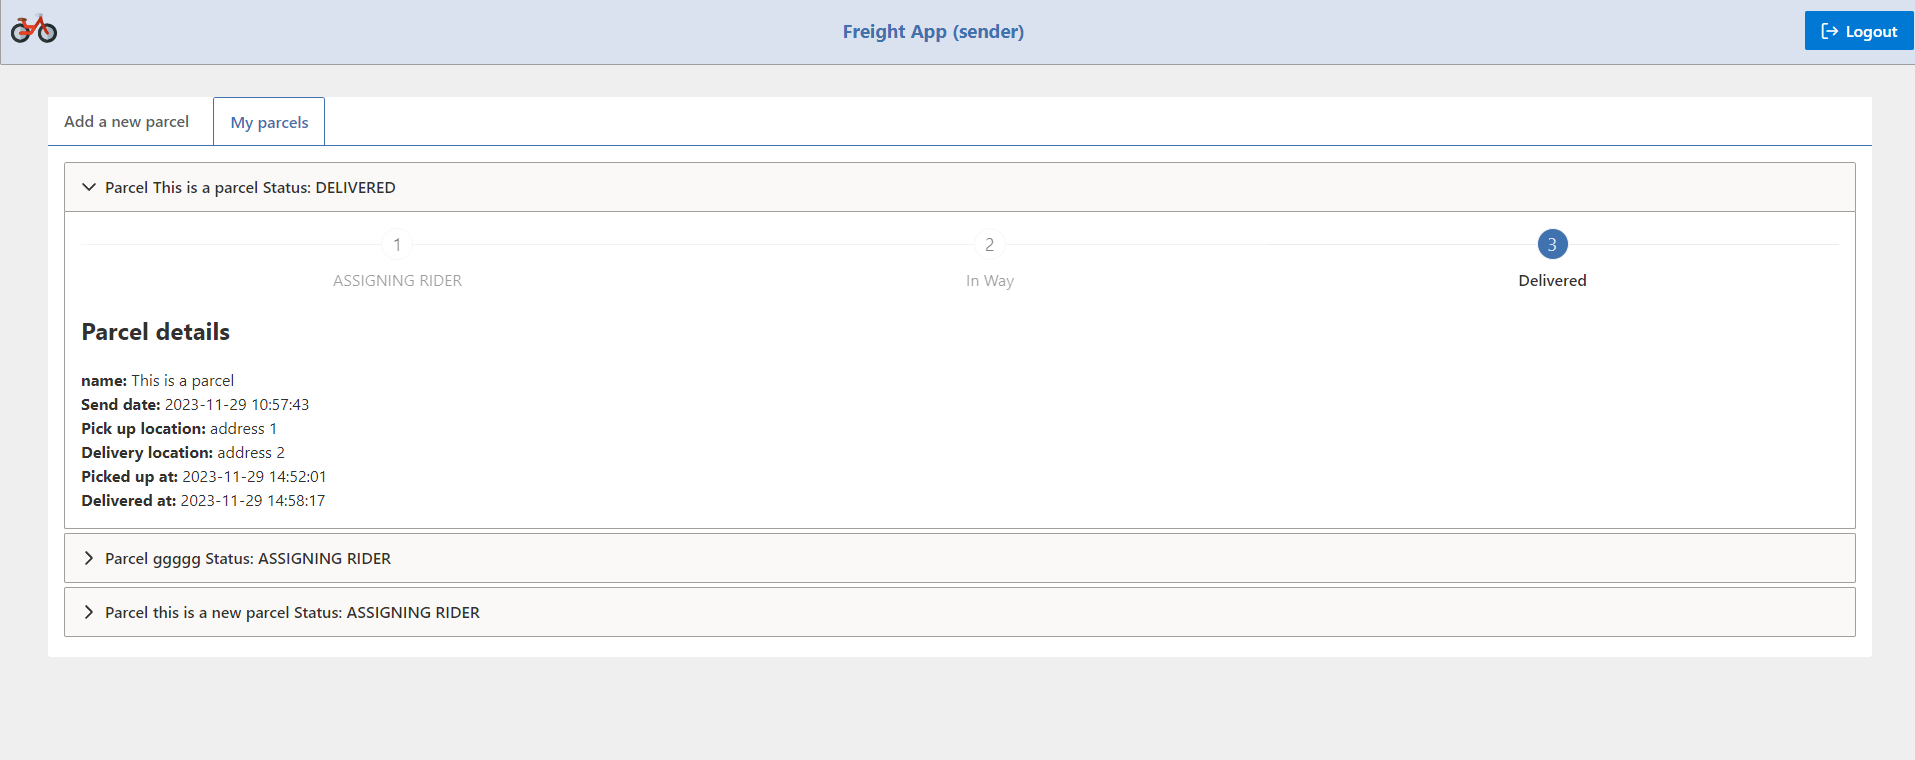 Freight App (sender)
Logout
Add a new parcel
My parcels
Parcel This is a parcel Status: DELIVERED
1
2
3
ASSIGNING RIDER
In Way
Delivered
Parcel details
name: This is a parcel
Send date: 2023-11-29 10:57:43
Pick up location: address 1
Delivery location: address 2
Picked up at: 2023-11-29 14:52:01
Delivered at: 2023-11-29 14:58:17
Parcel ggggg Status: ASSIGNING RIDER
Parcel this is a new parcel Status: ASSIGNING RIDER